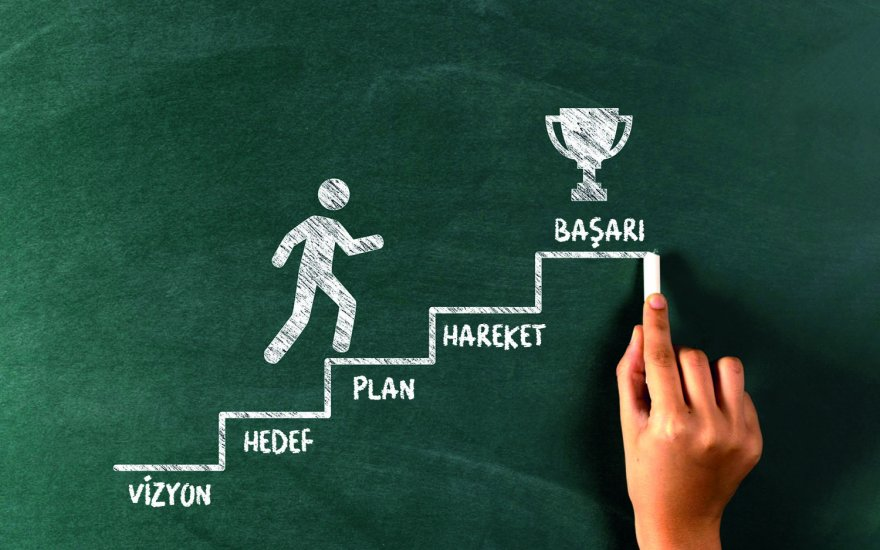 BAŞARI
HAREKET
PLAN
HEDEF
VİZYON